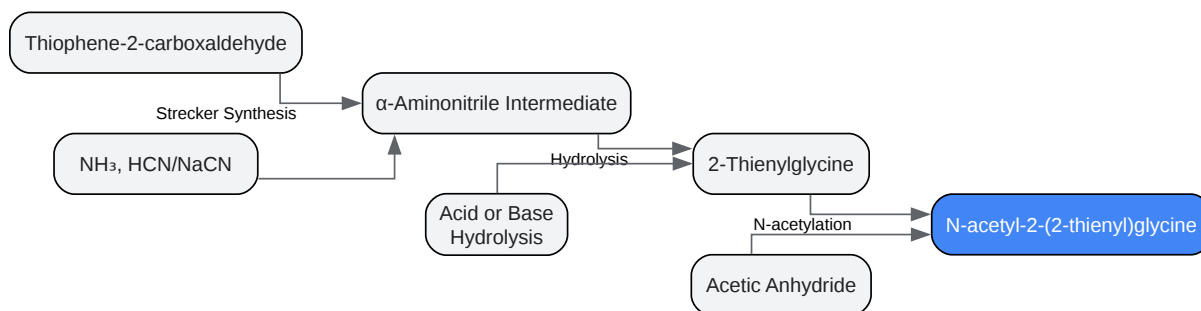 Thiophene-2-carboxaldehyde
α-Aminonitrile Intermediate
Strecker Synthesis
NH₃, HCN/NaCN
Hydrolysis
2-Thienylglycine
Acid or Base
Hydrolysis
N-acetylation
N-acetyl-2-(2-thienyl)glycine
Acetic Anhydride